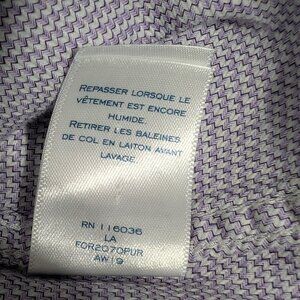 REPASSER LORSQUE LE
VÊTEMENT EST ENCORE
HUMIDE.
RETIRER LES BALEINES
DE COL EN LAITON AVANT
LAVAGE.
RN 116036
LA
FOR2070PUR
AW19